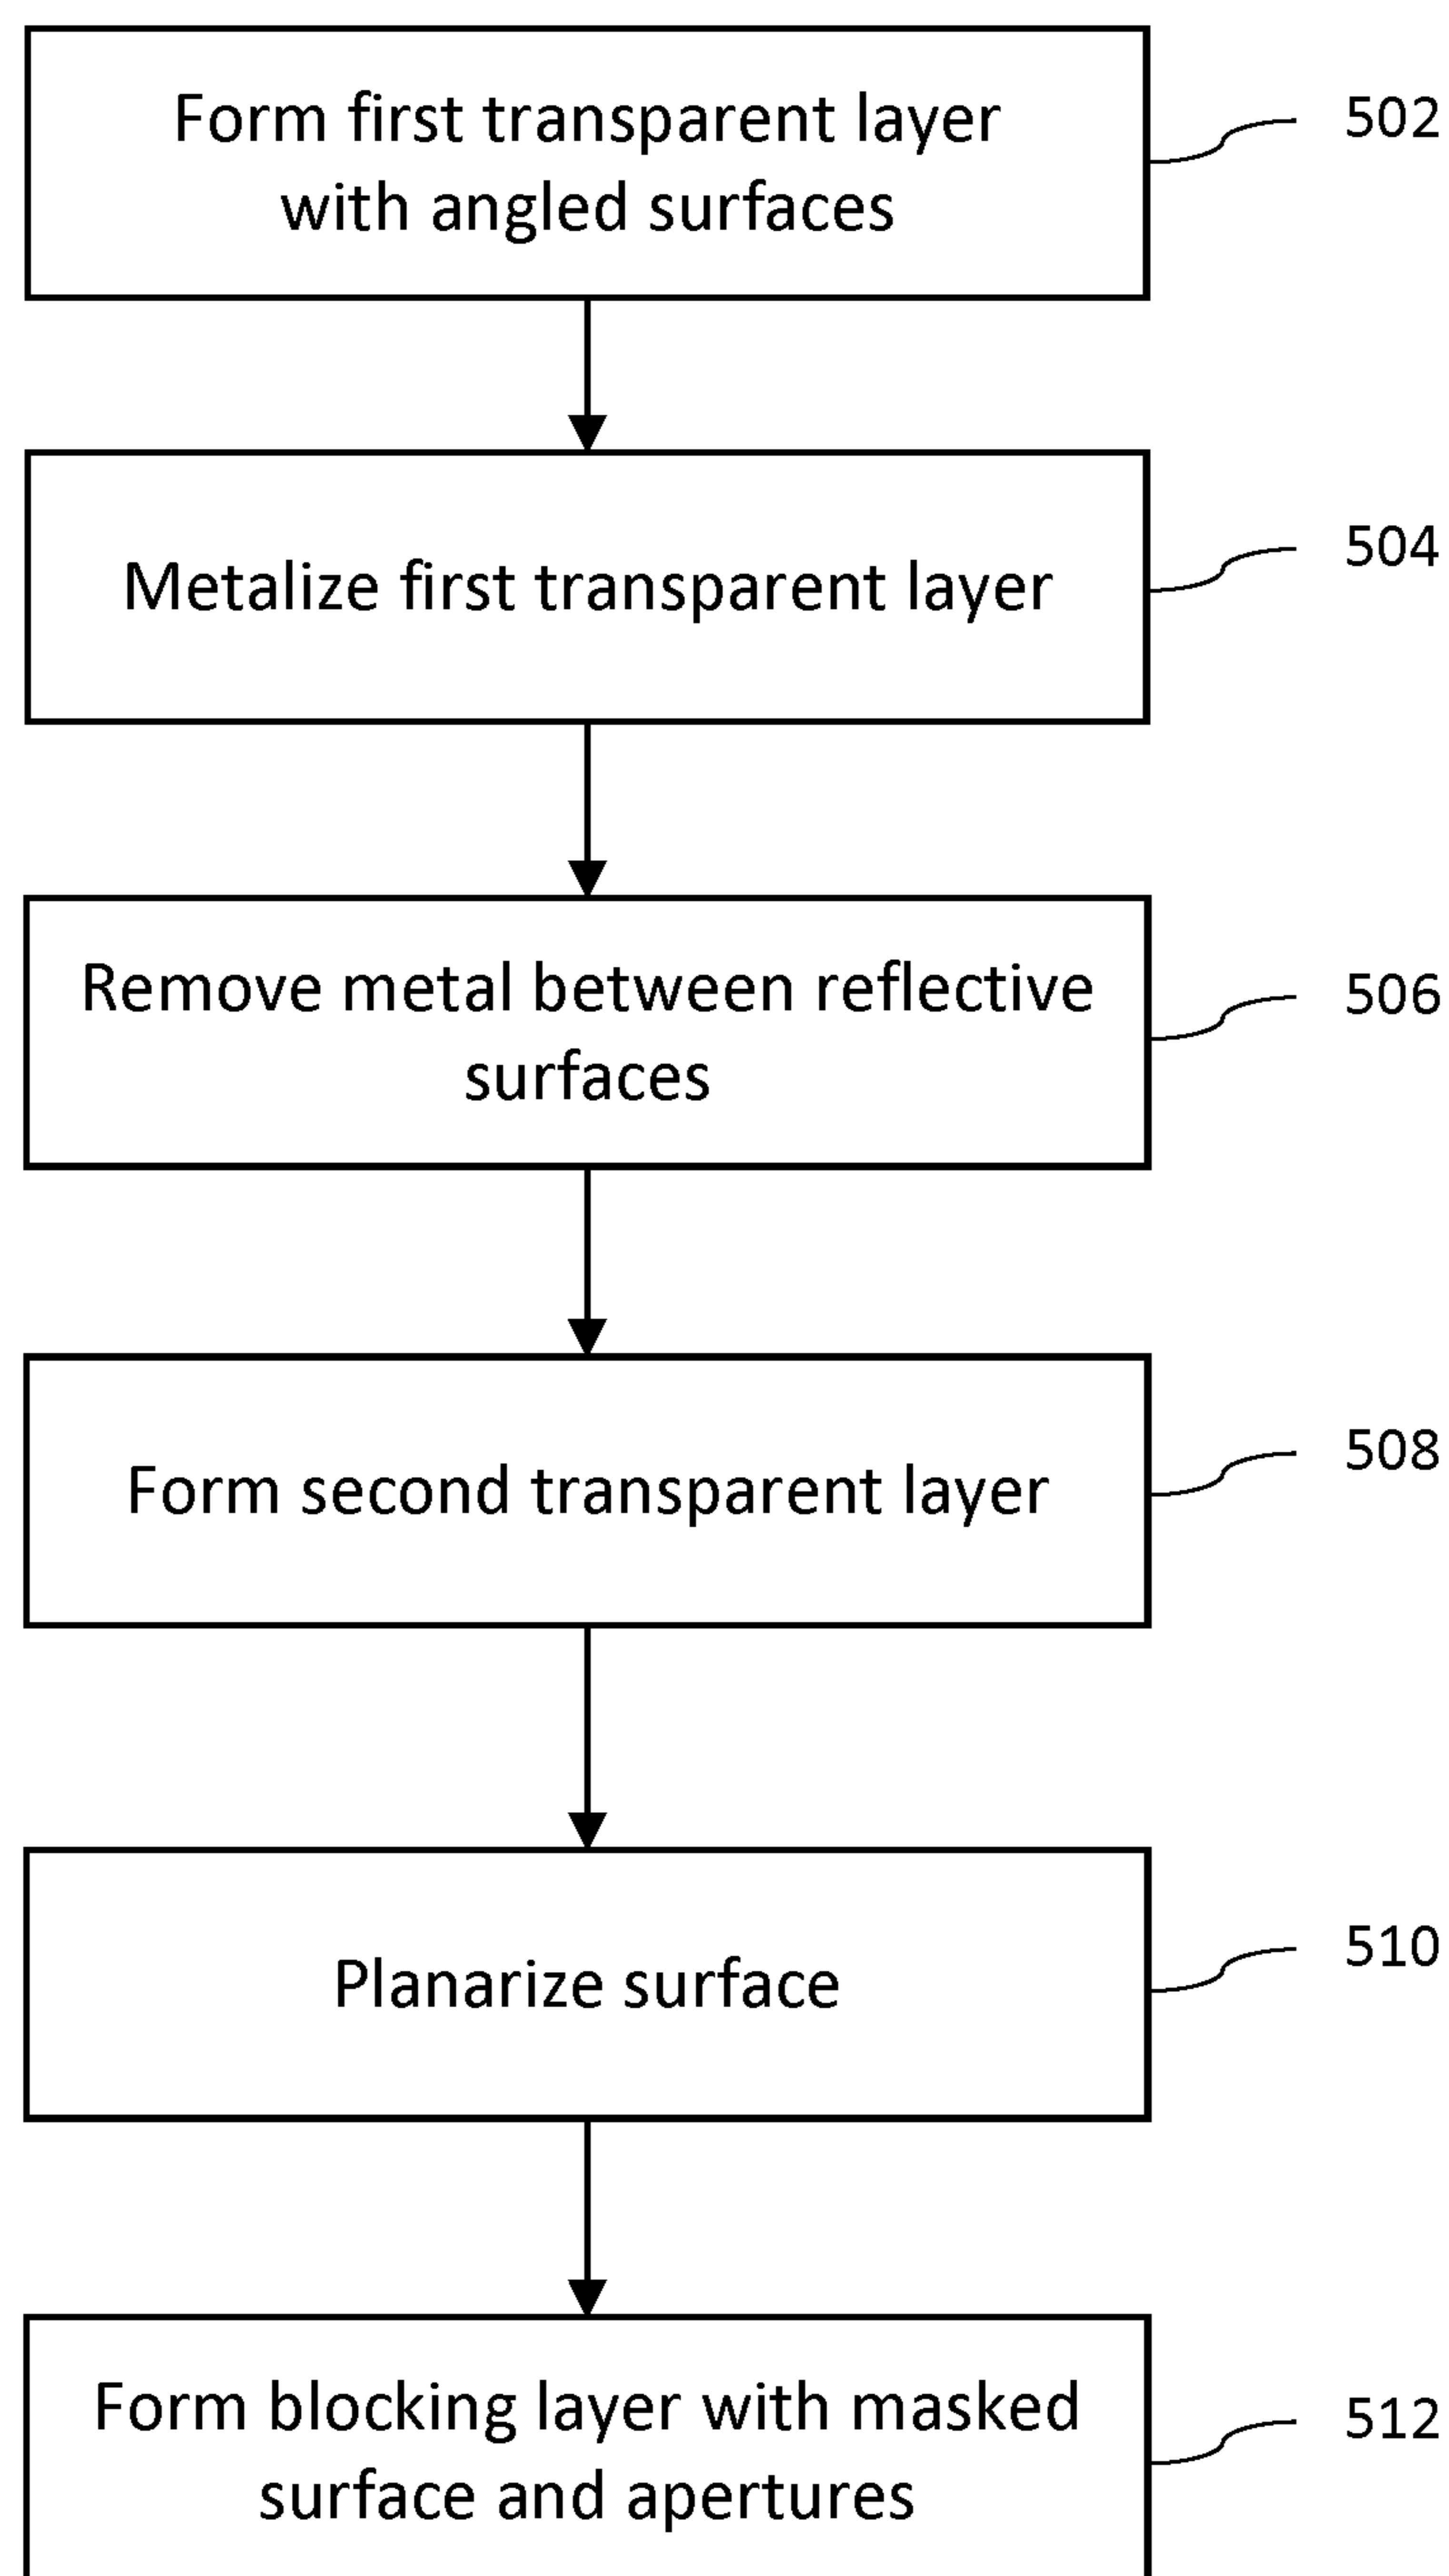 Form first transparent layer
with angled surfaces
502
Metalize first transparent layer
504
Remove metal between reflective
surfaces
506
Form second transparent layer
508
Planarize surface
510
Form blocking layer with masked
surface and apertures
512